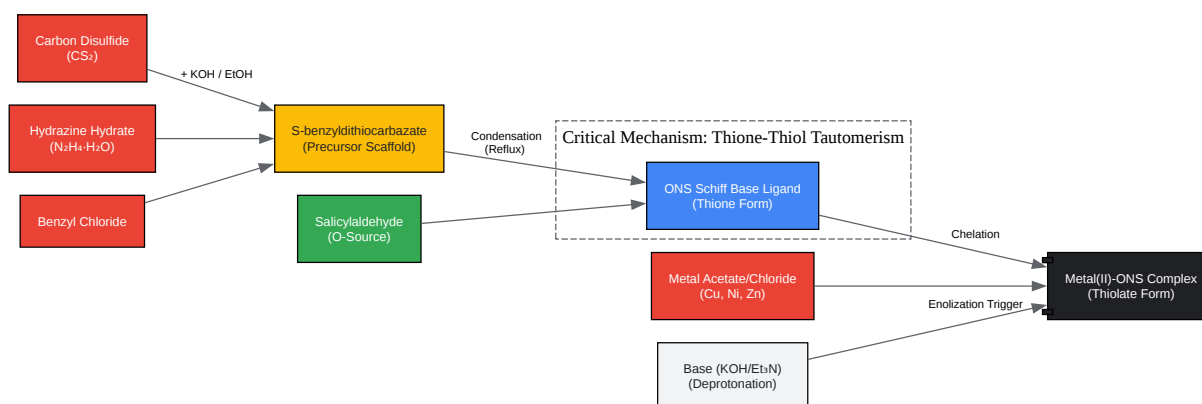 Carbon Disulfide
(CS₂)
+ KOH / EtOH
Hydrazine Hydrate
(N₂H₄·H₂O)
Benzyl Chloride
S-benzyldithiocarbazate
(Precursor Scaffold)
Condensation
(Reflux)
Salicylaldehyde
(O-Source)
Critical Mechanism: Thione-Thiol Tautomerism
ONS Schiff Base Ligand
(Thione Form)
Chelation
Metal Acetate/Chloride
(Cu, Ni, Zn)
Enolization Trigger
Base (KOH/Et₃N)
(Deprotonation)
Metal(II)-ONS Complex
(Thiolate Form)